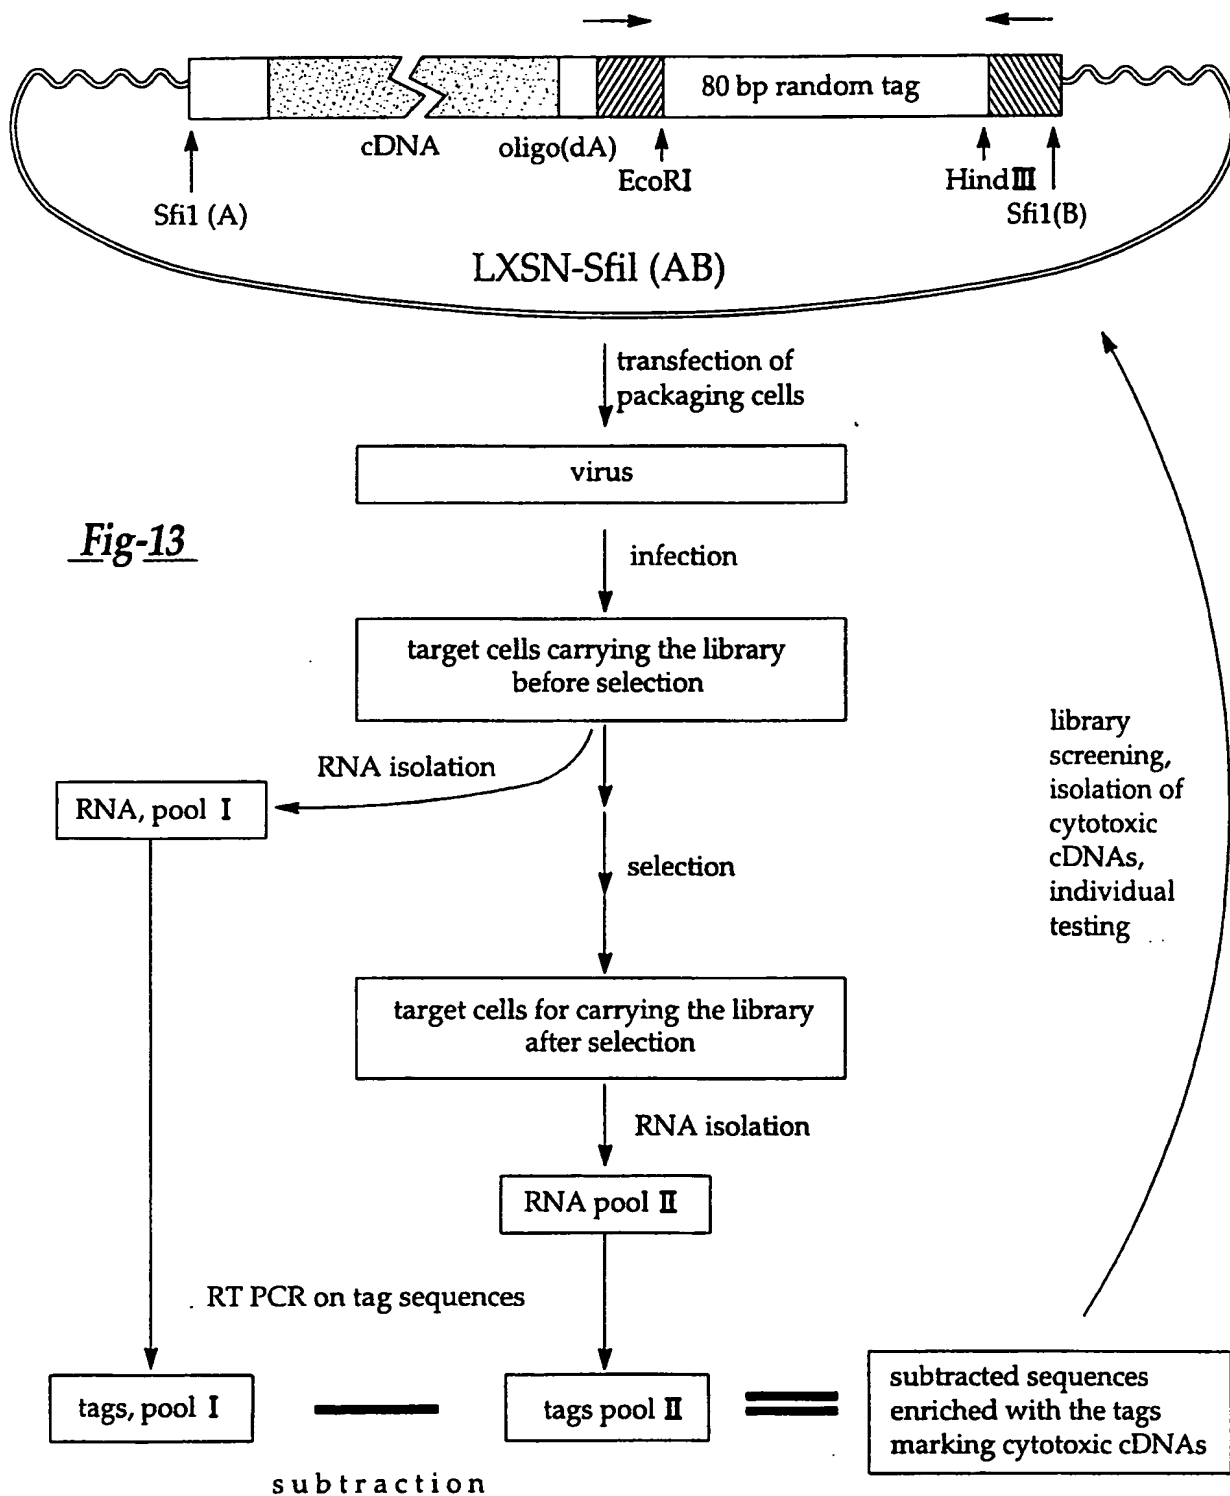 80 bp random tag
cDNA
oligo(dA)
EcoRI
Hind III
Sfi1 (A)
Sfi1(B)
LXSN-SfiI (AB)
transfection of
packaging cells
virus
Fig-13
infection
target cells carrying the library
before selection
RNA isolation
RNA, pool I
selection
library
screening,
isolation of
cytotoxic
cDNAs,
individual
testing
target cells for carrying the library
after selection
RNA isolation
RNA pool II
RT PCR on tag sequences
tags, pool I
tags pool II
subtracted sequences
enriched with the tags
marking cytotoxic cDNAs
subtraction